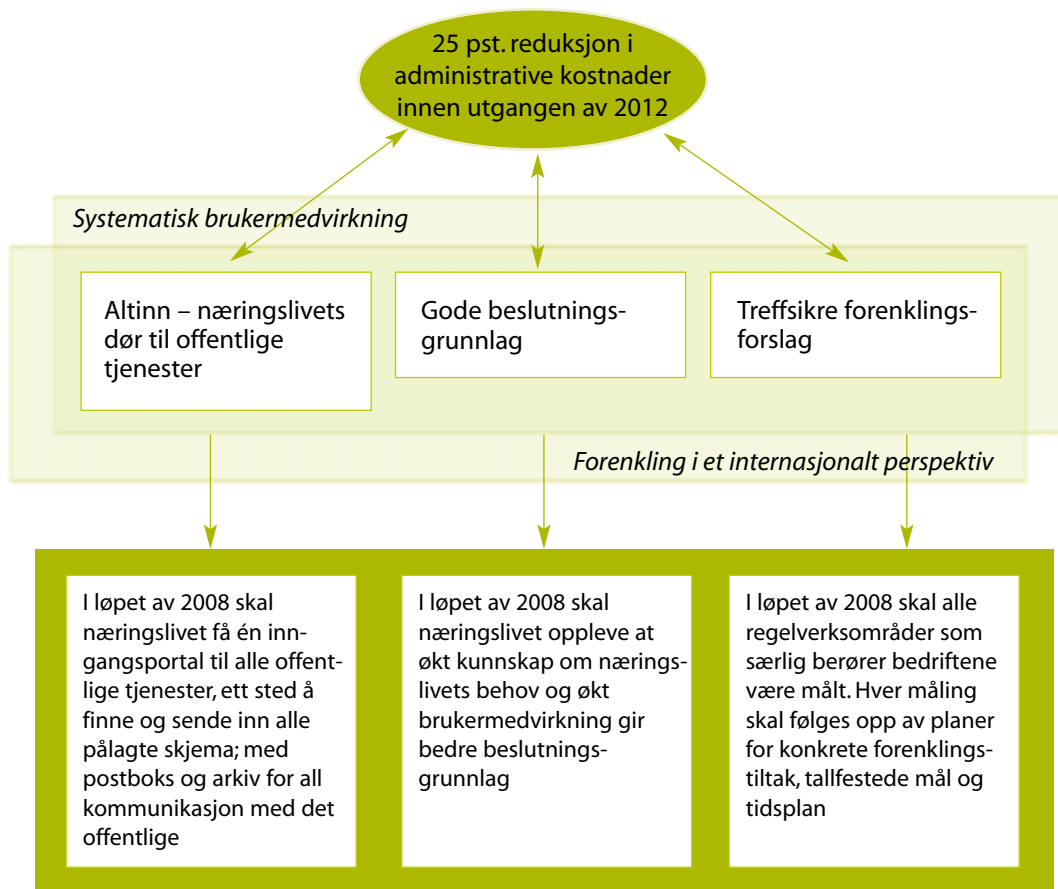 25 pst. reduksjon i
administrative kostnader
innen utgangen av 2012
Systematisk brukermedvirkning
Altinn – næringslivets
dør til offentlige
tjenester
Gode beslutnings-
grunnlag
Treffsikre forenklings-
forslag
Forenkling i et internasjonalt perspektiv
I løpet av 2008 skal
næringslivet få én inn-
gangsportal til alle offent-
lige tjenester, ett sted å
finne og sende inn alle
pålagte skjema; med
postboks og arkiv for all
kommunikasjon med det
offentlige
I løpet av 2008 skal
næringslivet oppleve at
økt kunnskap om nærings-
livets behov og økt
brukermedvirkning gir
bedre beslutnings-
grunnlag
I løpet av 2008 skal alle
regelverksområder som
særlig berører bedriftene
være målt. Hver måling
skal følges opp av planer
for konkrete forenklings-
tiltak, tallfestede mål og
tidsplan